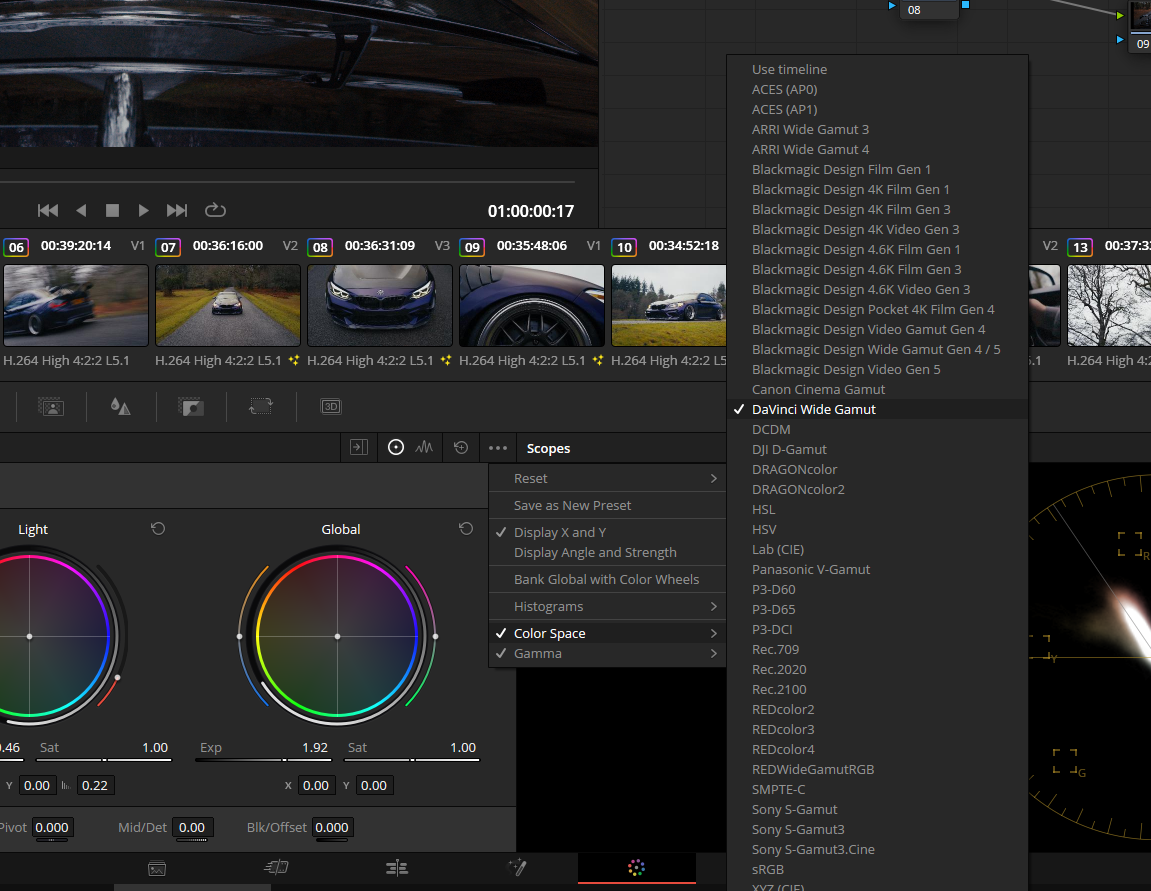 08
09
01:00:00:17
06 00:39:20:14 V1
07 00:36:16:00 V2
08 00:36:31:09 V3
09 00:35:48:06 V1
10 00:34:52:18
V2
13
H.264 High 4:2:2 L5.1
H.264 High 4:2:2 L5.1
H.264 High 4:2:2 L5.1
H.264 High 4:2:2 L5.1
H.264 High 4:2:2
H.264 High 4:2:
3D
Scopes
Light
Global
Sat 1.00
Exp 1.92
Sat 1.00
Y 0.00
0.22
X 0.00
Y 0.00
Pivot 0.000
Mid/Det 0.00
Blk/Offset 0.000
Reset
Save as New Preset
Display X and Y
Display Angle and Strength
Bank Global with Color Wheels
Histograms
Color Space
Gamma
Use timeline
ACES (AP0)
ACES (AP1)
ARRI Wide Gamut 3
ARRI Wide Gamut 4
Blackmagic Design Film Gen 1
Blackmagic Design 4K Film Gen 1
Blackmagic Design 4K Film Gen 3
Blackmagic Design 4K Video Gen 3
Blackmagic Design 4.6K Film Gen 1
Blackmagic Design 4.6K Film Gen 3
Blackmagic Design 4.6K Video Gen 3
Blackmagic Design Pocket 4K Film Gen 4
Blackmagic Design Video Gamut Gen 4
Blackmagic Design Wide Gamut Gen 4 / 5
Blackmagic Design Video Gen 5
Canon Cinema Gamut
DaVinci Wide Gamut
DCDM
DJI D-Gamut
DRAGONcolor
DRAGONcolor2
HSL
HSV
Lab (CIE)
Panasonic V-Gamut
P3-D60
P3-D65
P3-DCI
Rec.709
Rec.2020
Rec.2100
REDcolor2
REDcolor3
REDcolor4
REDWideGamutRGB
SMPTE-C
Sony S-Gamut
Sony S-Gamut3
Sony S-Gamut3.Cine
sRGB
XYZ (CIE)
R
Y
G